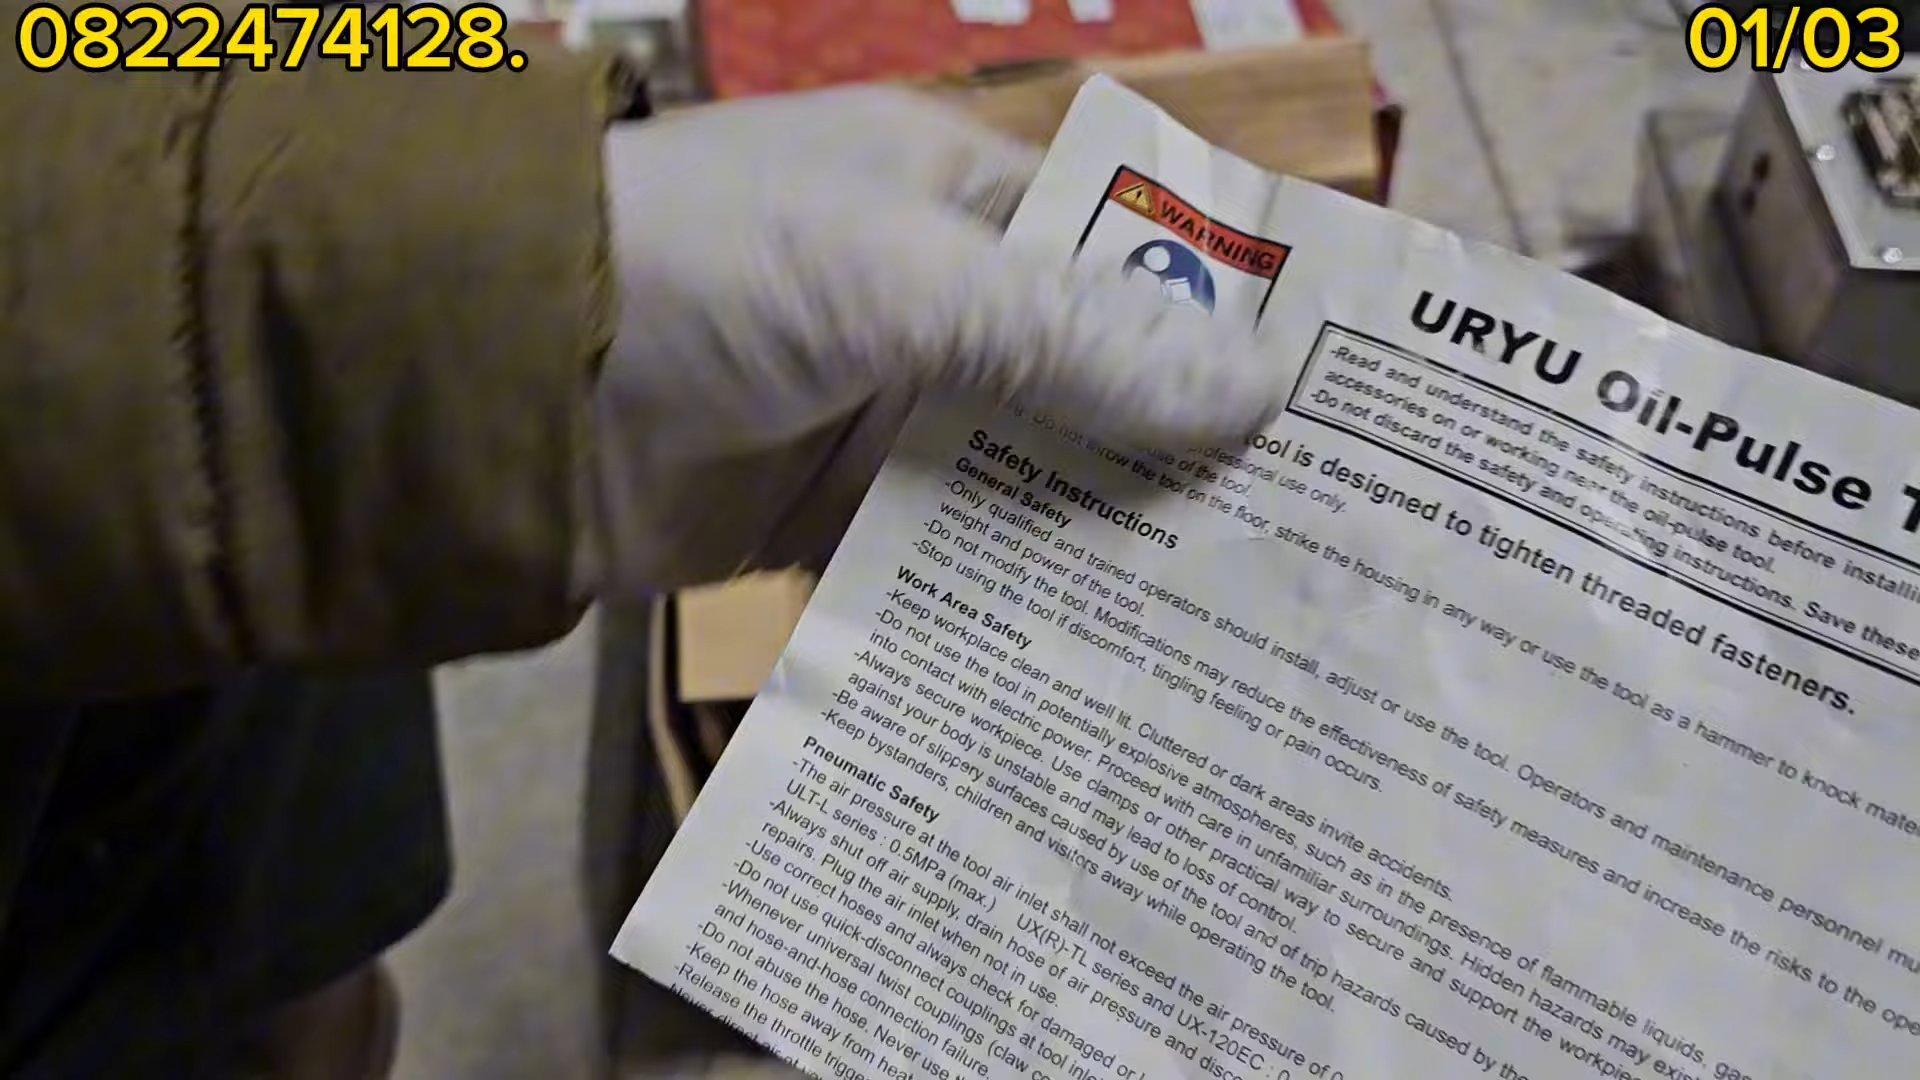 0822474128.
01/03
WARNING
URYU Oil-Pulse
-Read and understand the safety instructions before
accessories on or working near the oil-pulse tool.
-Do not discard the safety and operating instructions. Save these
tool is designed to tighten threaded fasteners.
professional use only.
use of the tool.
Do not throw the tool on the floor, strike the housing in any way or use the tool as a hammer to knock
Safety Instructions
General Safety
-Only qualified and trained operators should install, adjust or use the tool. Operators and maintenance personnel
weight and power of the tool.
-Do not modify the tool. Modifications may reduce the effectiveness of safety measures and increase the risks to the
-Stop using the tool if discomfort, tingling feeling or pain occurs.
Work Area Safety
-Keep workplace clean and well lit. Cluttered or dark areas invite accidents.
-Do not use the tool in potentially explosive atmospheres, such as in the presence of flammable liquids,
into contact with electric power. Proceed with care in unfamiliar surroundings. Hidden hazards may exist
-Always secure workpiece. Use clamps or other practical way to secure and support the
against your body is unstable and may lead to loss of control.
-Be aware of slippery surfaces caused by use of the tool and of trip hazards caused by the
-Keep bystanders, children and visitors away while operating the tool.
Pneumatic Safety
-The air pressure at the tool air inlet shall not exceed the air pressure of
ULT-L series : 0.5MPa (max.) UX(R)-TL series and UX-120EC :
-Always shut off air supply, drain hose of air pressure and
repairs. Plug the air inlet when not in use.
-Use correct hoses and always check for damaged or
-Do not use quick-disconnect couplings at tool
-Whenever universal twist couplings (claw
and hose-and-hose connection failure.
-Do not abuse the hose. Never use
-Keep the hose away from
-Release the throttle